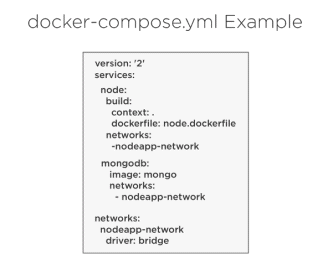 docker-compose.yml Example
version: '2'
services:
node:
build:
context: .
dockerfile: node.dockerfile
networks:
-nodeapp-network
mongodb:
image: mongo
networks:
- nodeapp-network
networks:
nodeapp-network
driver: bridge